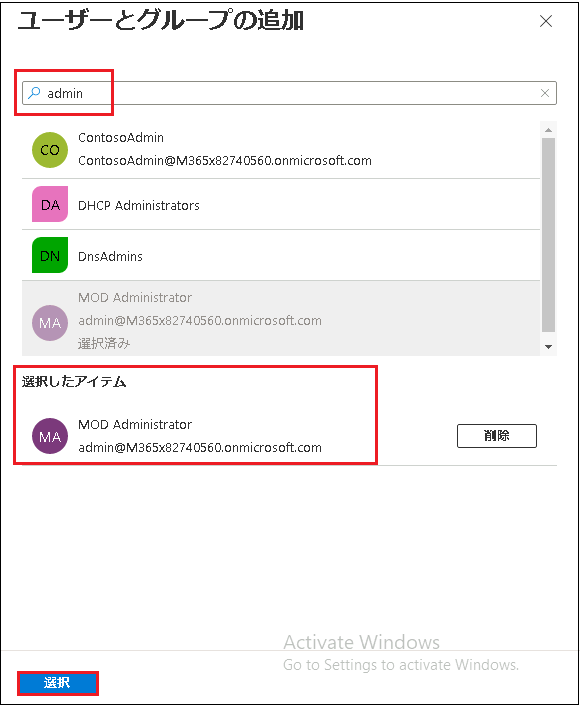 ユーザーとグループの追加
admin
CO
ContosoAdmin
ContosoAdmin@M365x82740560.onmicrosoft.com
DA
DHCP Administrators
DN
DnsAdmins
MOD Administrator
MA
admin@M365x82740560.onmicrosoft.com
選択済み
選択したアイテム
MOD Administrator
MA
admin@M365x82740560.onmicrosoft.com
削除
Activate Windows
Go to Settings to activate Windows.
選択